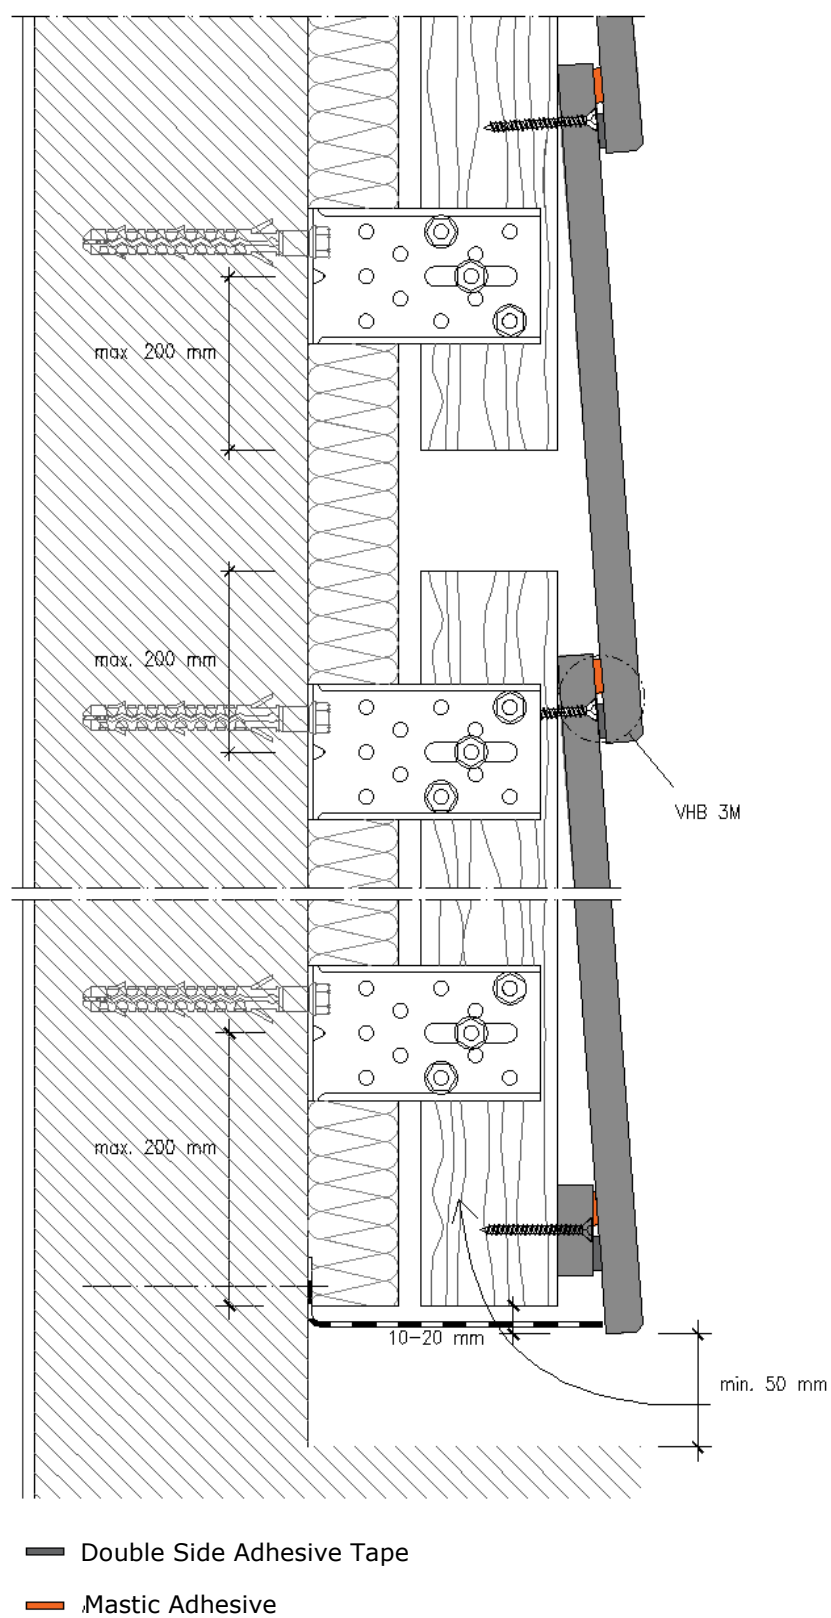 max. 200 mm
max. 200 mm
VHB 3M
max. 200 mm
10-20 mm
min. 50 mm
Double Side Adhesive Tape
Mastic Adhesive